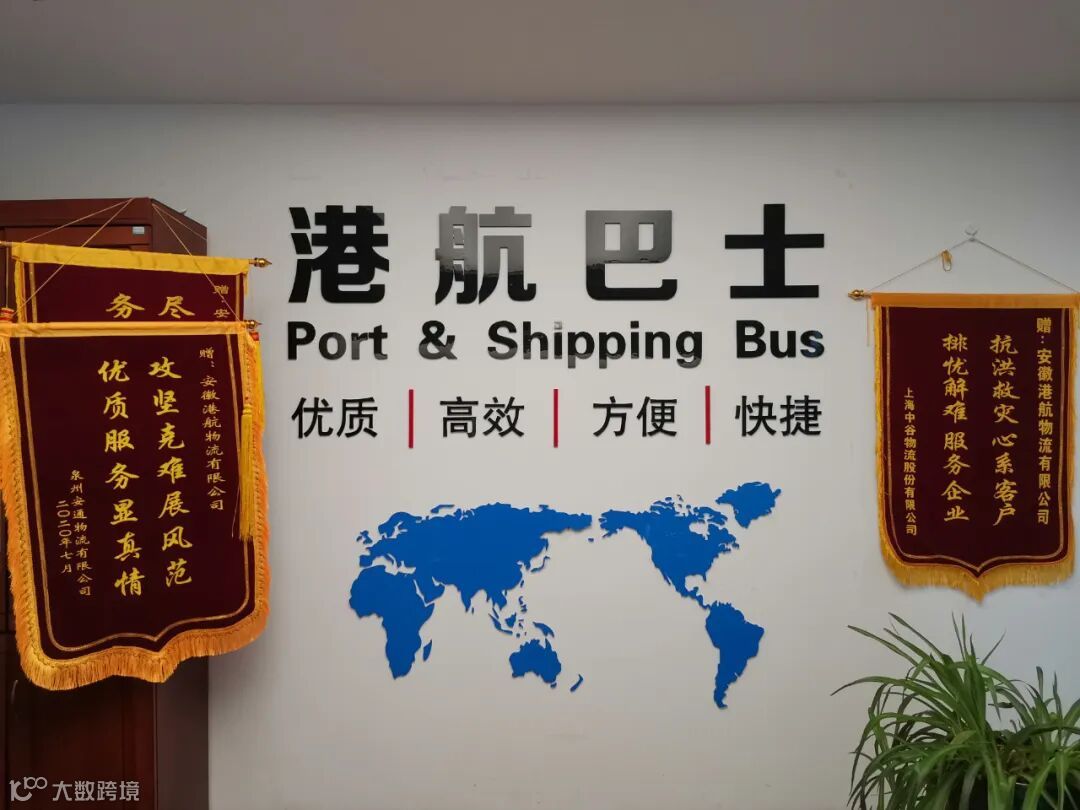 港航巴士
Port & Shipping Bus
优质 | 高效 | 方便 | 快捷
赠：安
尽
务
赠：安徽港航物流有限公司
攻坚克难展风范
优质服务显真情
泉州安通物流有限公司
二〇二〇年七月
赠：安徽港航物流有限公司
抗洪救灾心系客户
排忧解难服务企业
上海中谷物流股份有限公司
大数跨境